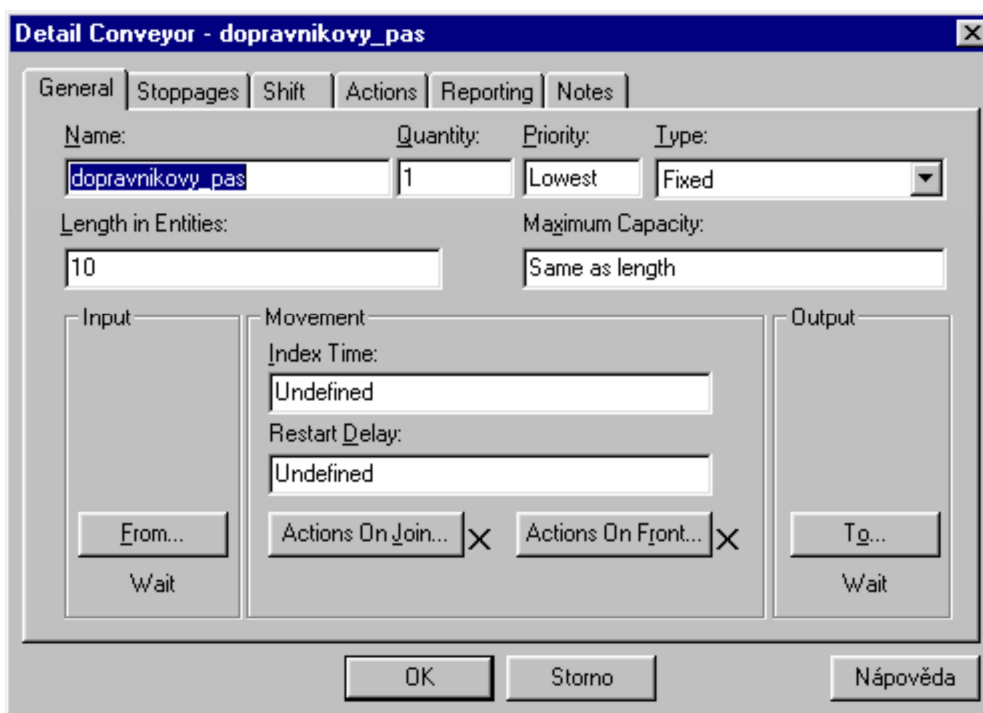 Detail Conveyor - dopravnikovy_pas
General Stoppages Shift Actions Reporting Notes
Name: Quantity: Priority: Type:
dopravnikovy_pas 1 Lowest Fixed
Length in Entities: Maximum Capacity:
10 Same as length
Input Movement Output
Index Time:
Undefined
Restart Delay:
Undefined
From... Actions On Join... Actions On Front... To...
Wait Wait
OK Storno Nápověda